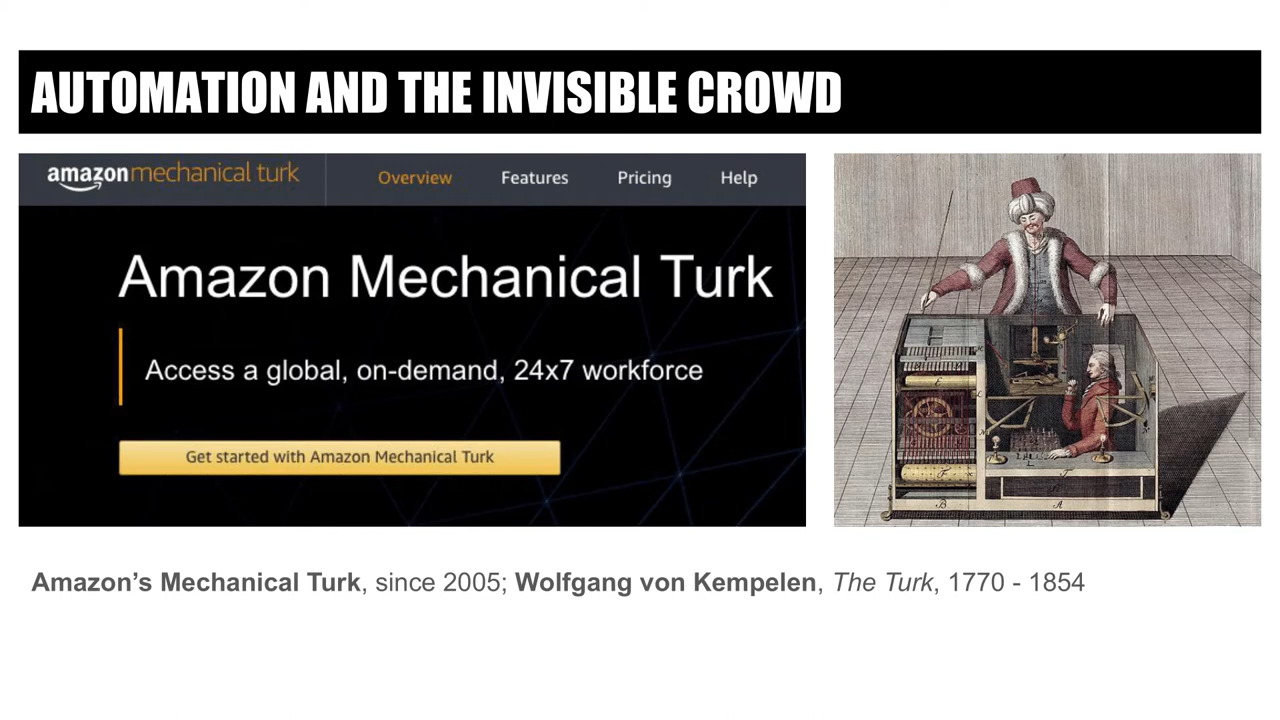 AUTOMATION AND THE INVISIBLE CROWD
amazon mechanical turk
Overview
Features
Pricing
Help
Amazon Mechanical Turk
Access a global, on-demand, 24x7 workforce
Get started with Amazon Mechanical Turk
Amazon’s Mechanical Turk, since 2005; Wolfgang von Kempelen, The Turk, 1770 - 1854